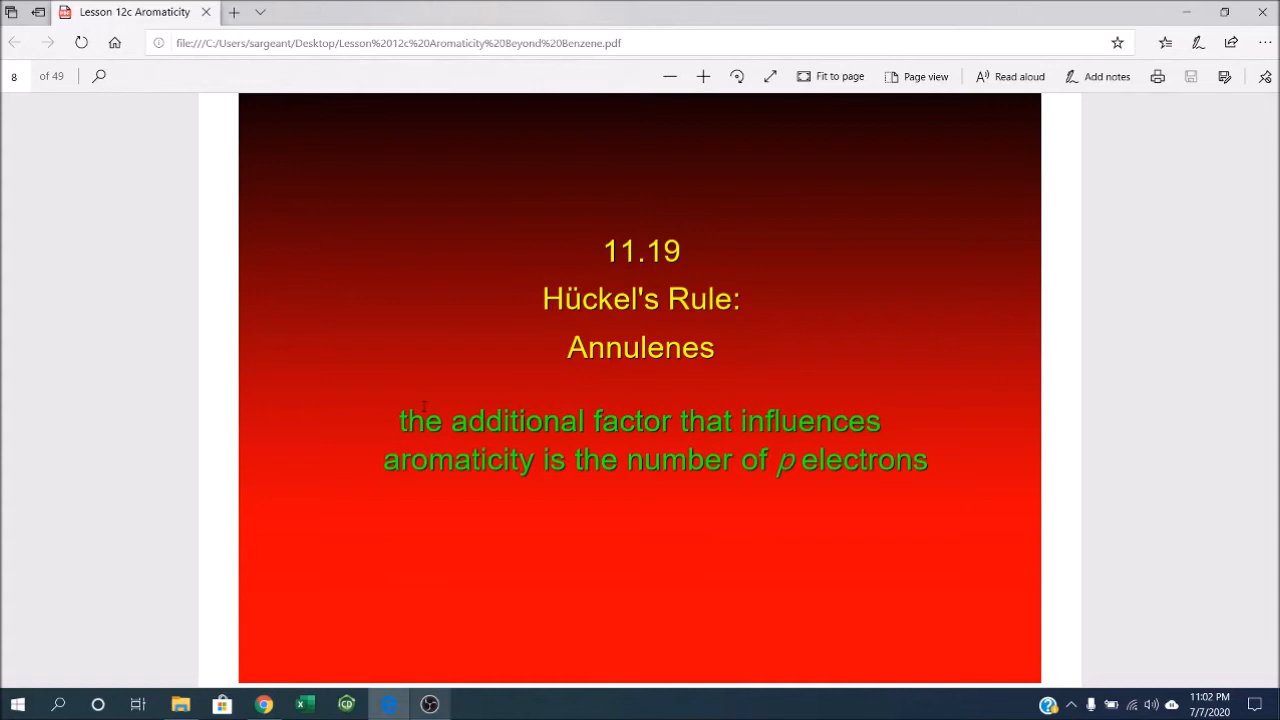 Lesson 12c Aromaticity
file:///C:/Users/sargeant/Desktop/Lesson%2012c%20Aromaticity%20Beyond%20Benzene.pdf
8 of 49 Fit to page Page view Read aloud Add notes
11.19
Hückel's Rule:
Annulenes
the additional factor that influences
aromaticity is the number of p electrons
11:02 PM
7/7/2020